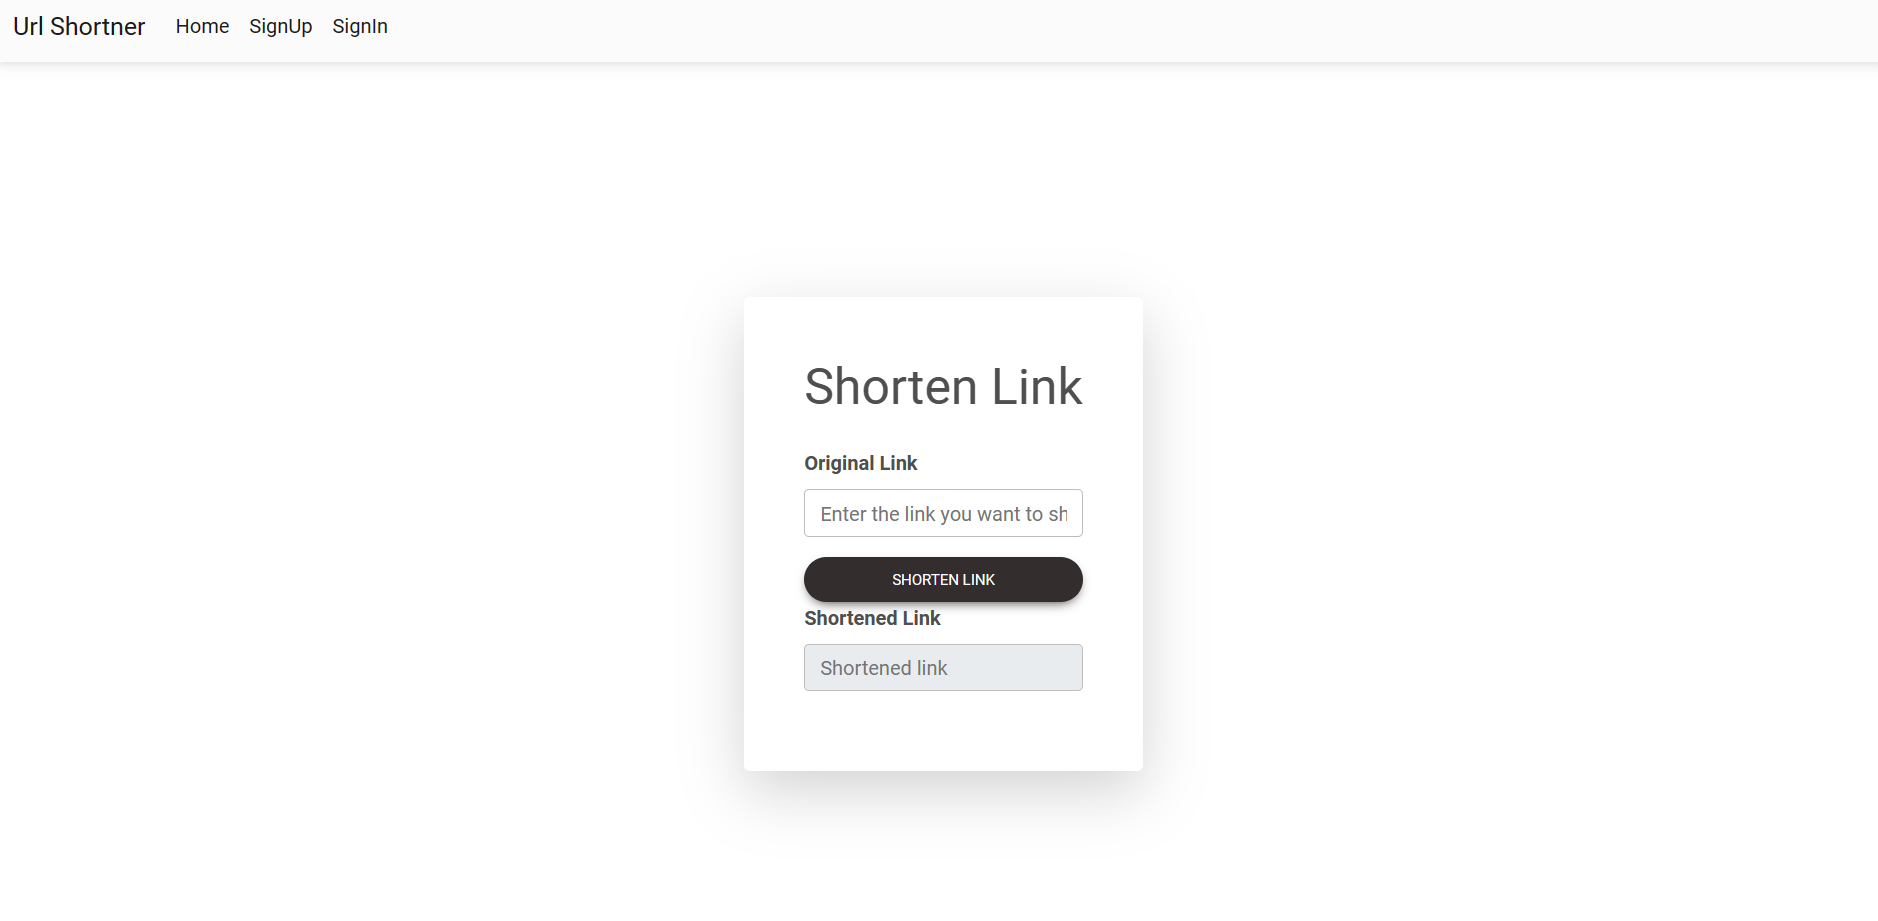 Url Shortner Home SignUp SignIn
Shorten Link
Original Link
Enter the link you want to sh
SHORTEN LINK
Shortened Link
Shortened link